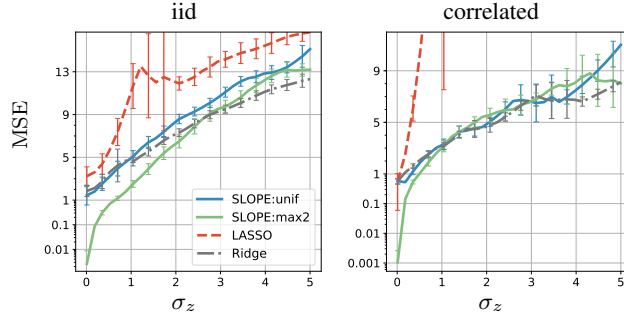 iid
correlated
MSE
13
9
5
1
0.1
0.01
SLOPE:unif
SLOPE:max2
LASSO
Ridge
0 1 2 3 4 5
σz
9
5
1
0.1
0.01
0.001
0 1 2 3 4 5
σz